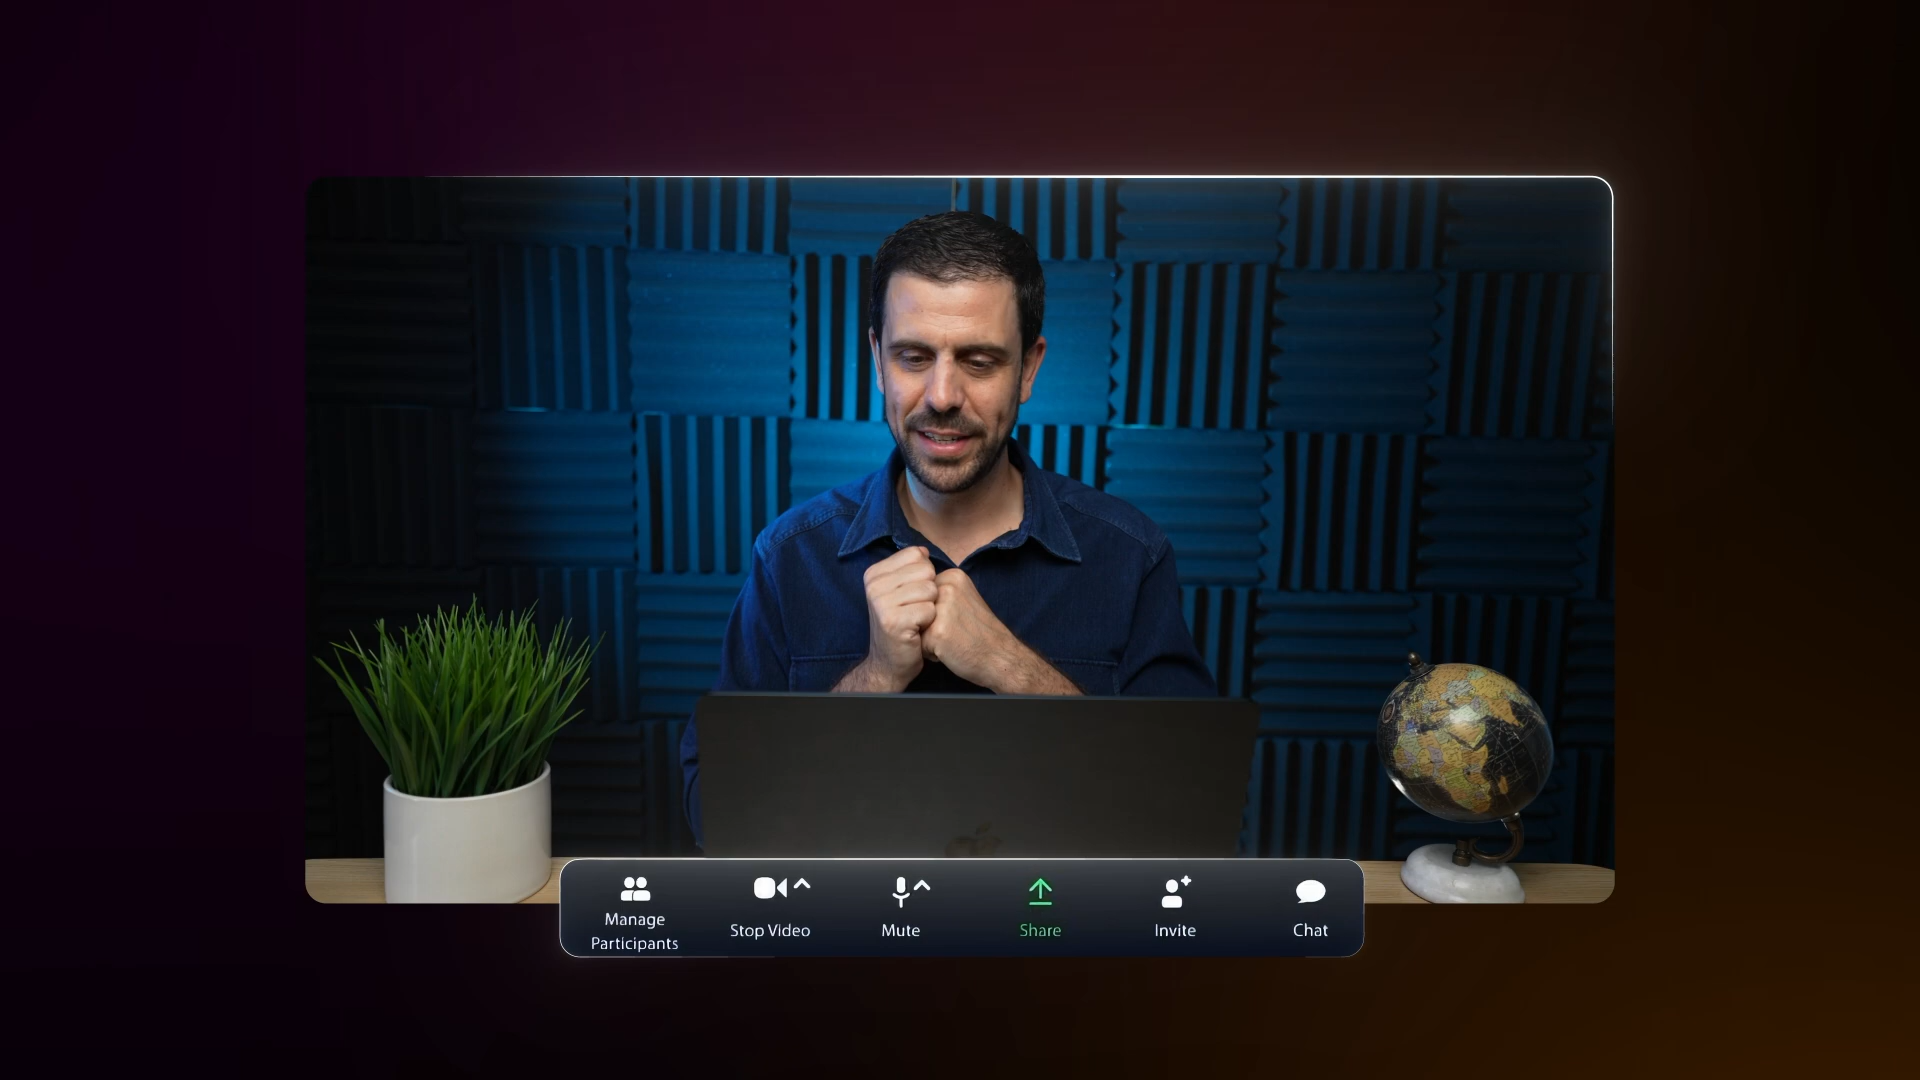 Manage
Participants
Stop Video
Mute
Share
Invite
Chat